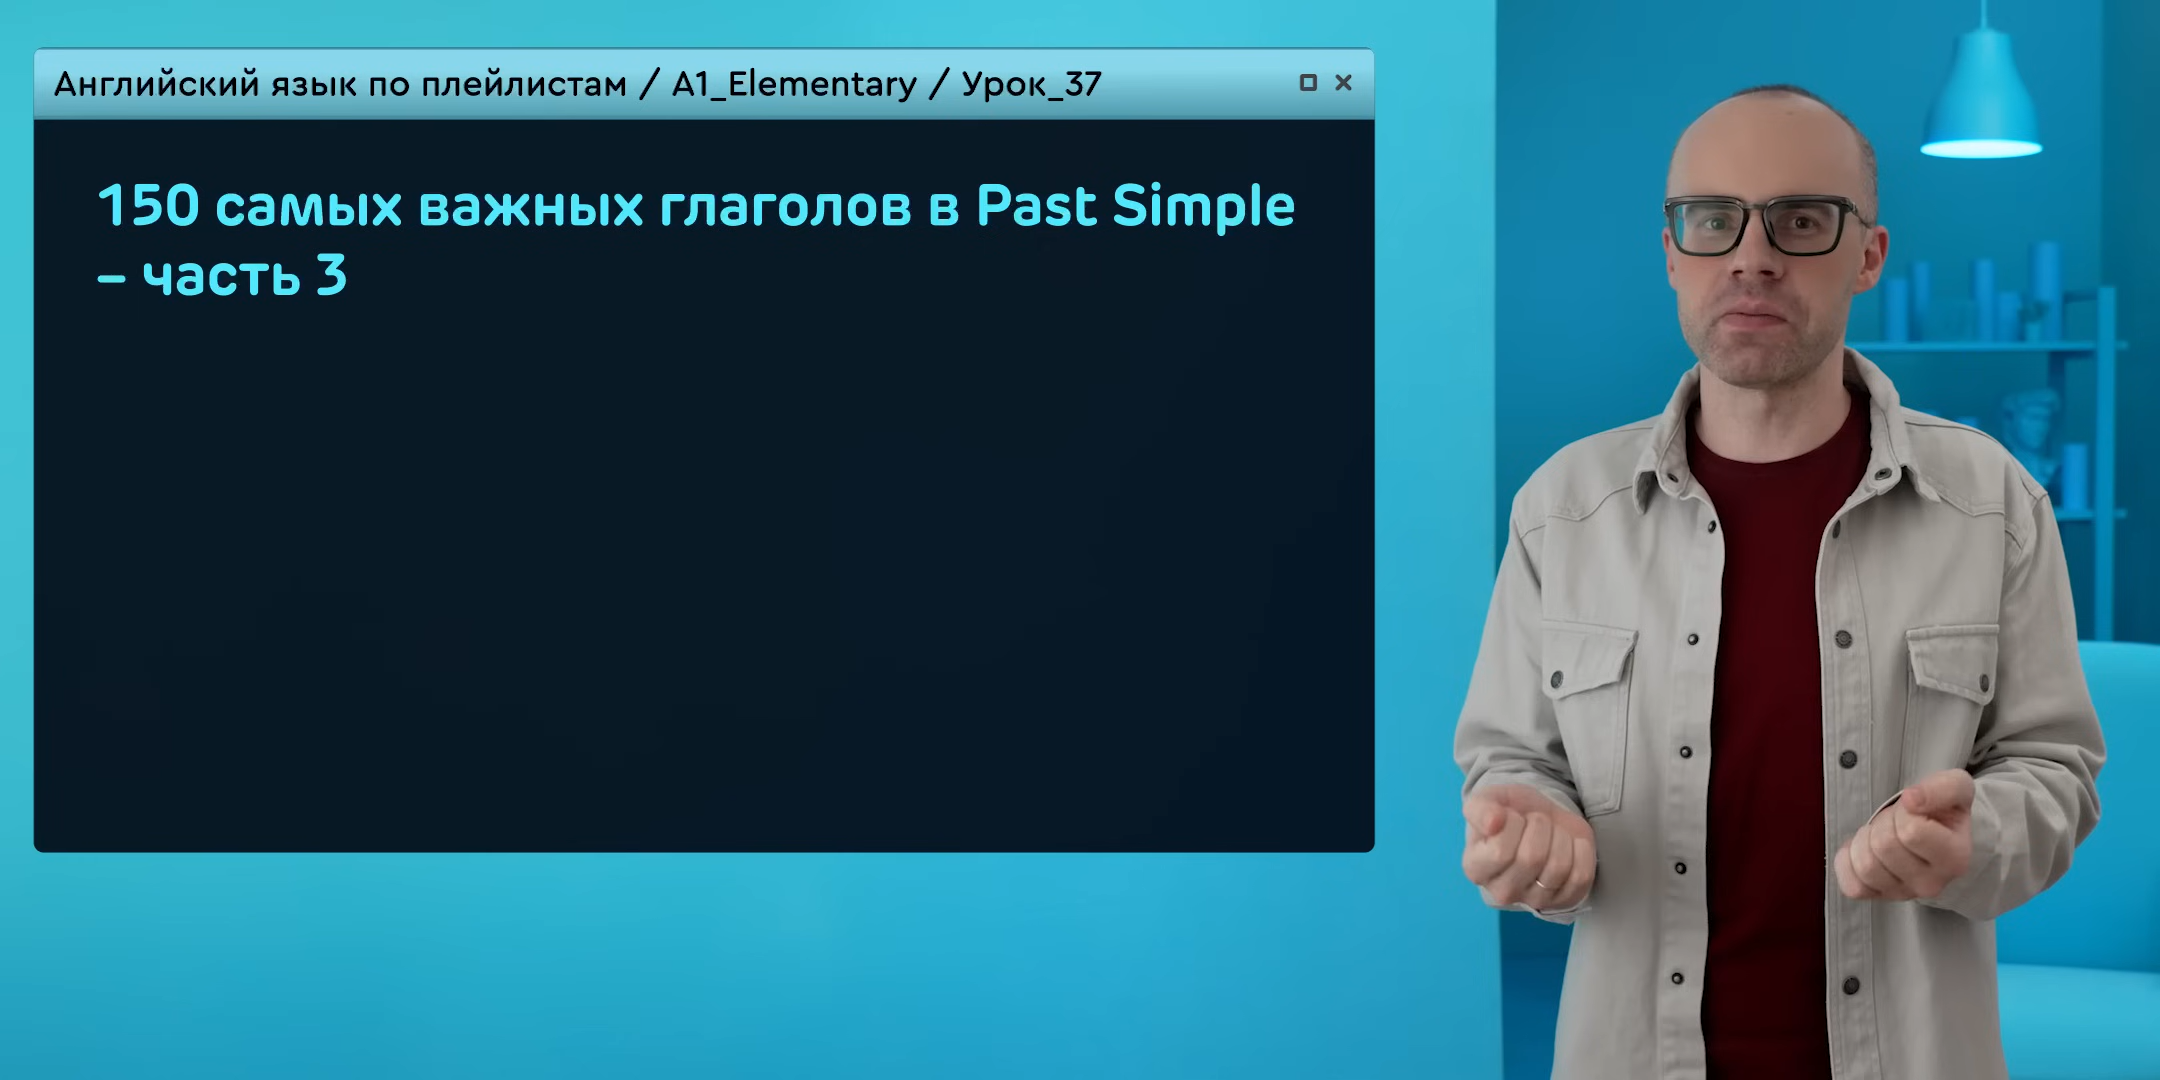 Английский язык по плейлистам / A1_Elementary / Урок_37
150 самых важных глаголов в Past Simple
– часть 3